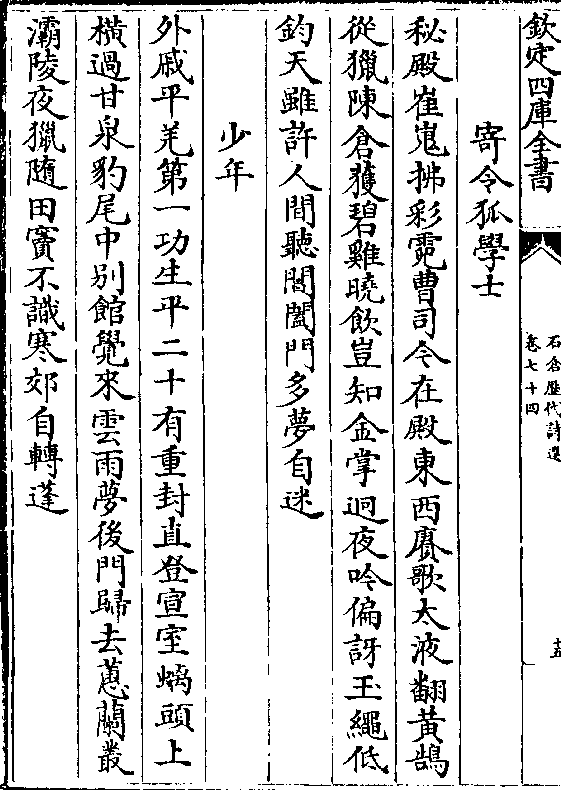 欽定四庫全書
石倉歷代詩選
卷七十四
十五
寄令狐學士
秘殿崔嵬拂彩霓曹司今在殿東西賡歌太液翻黃鵠
從獵陳倉獲碧雞曉飲豈知金掌迥夜吟偏訝玉繩低
鈞天雖許人間聽閶闔門多夢自迷
少年
外戚平羌第一功生平二十有重封直登宣室螭頭上
橫過甘泉豹尾中别館覺來雲雨夢後門歸去蕙蘭叢
灞陵夜獵隨田竇不識寒郊自轉蓬